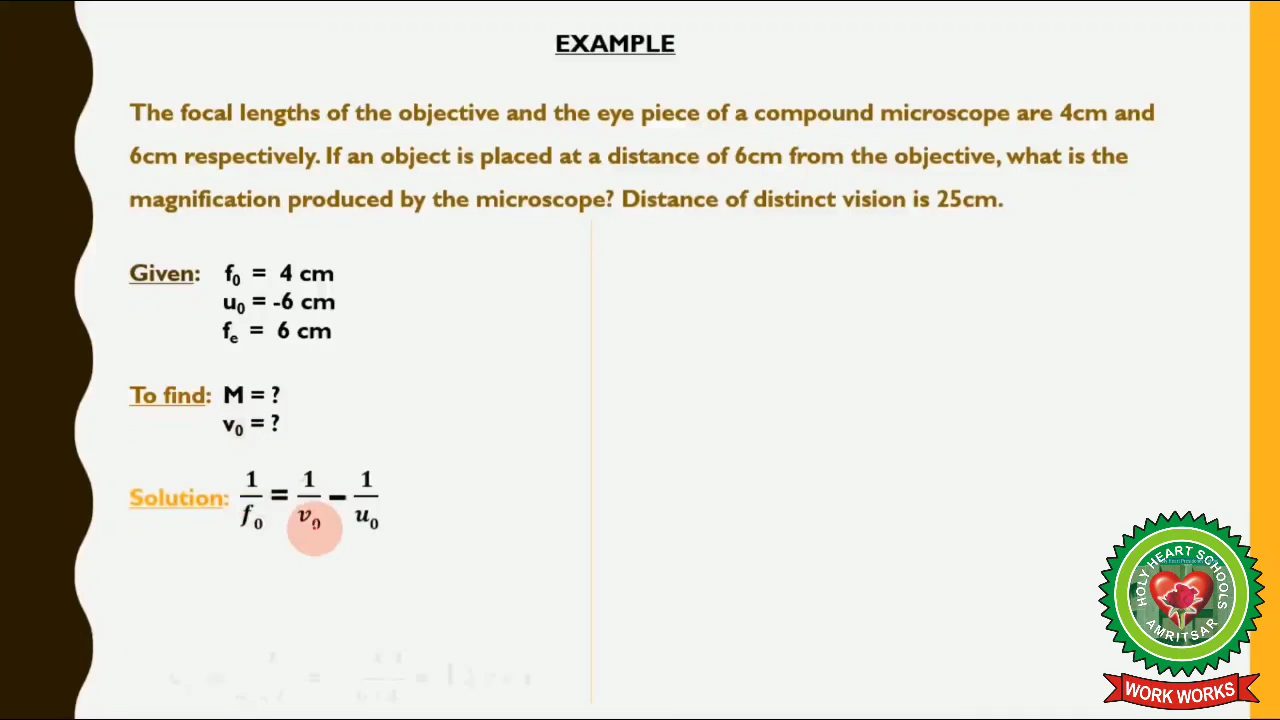 EXAMPLE
The focal lengths of the objective and the eye piece of a compound microscope are 4cm and
6cm respectively. If an object is placed at a distance of 6cm from the objective, what is the
magnification produced by the microscope? Distance of distinct vision is 25cm.
Given: f₀ = 4 cm
u₀ = -6 cm
fₑ = 6 cm
To find: M = ?
v₀ = ?
Solution: 1/f₀ = 1/v₀ − 1/u₀
HOLY HEART SCHOOLS
AMRITSAR
WORK WORKS